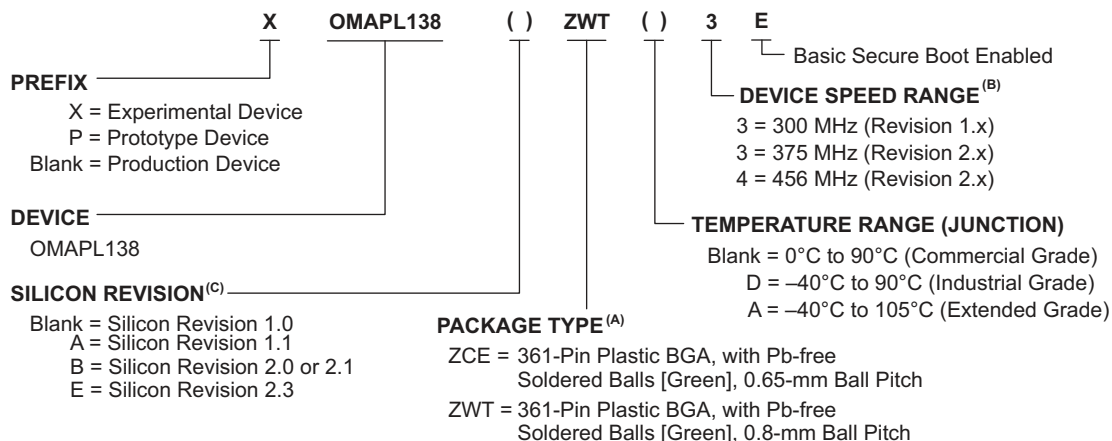 X OMAPL138 ( ) ZWT ( ) 3 E
Basic Secure Boot Enabled
PREFIX
X = Experimental Device
P = Prototype Device
Blank = Production Device
DEVICE SPEED RANGE(B)
3 = 300 MHz (Revision 1.x)
3 = 375 MHz (Revision 2.x)
4 = 456 MHz (Revision 2.x)
DEVICE
OMAPL138
TEMPERATURE RANGE (JUNCTION)
Blank = 0°C to 90°C (Commercial Grade)
D = –40°C to 90°C (Industrial Grade)
A = –40°C to 105°C (Extended Grade)
SILICON REVISION(C)
Blank = Silicon Revision 1.0
A = Silicon Revision 1.1
B = Silicon Revision 2.0 or 2.1
E = Silicon Revision 2.3
PACKAGE TYPE(A)
ZCE = 361-Pin Plastic BGA, with Pb-free
Soldered Balls [Green], 0.65-mm Ball Pitch
ZWT = 361-Pin Plastic BGA, with Pb-free
Soldered Balls [Green], 0.8-mm Ball Pitch